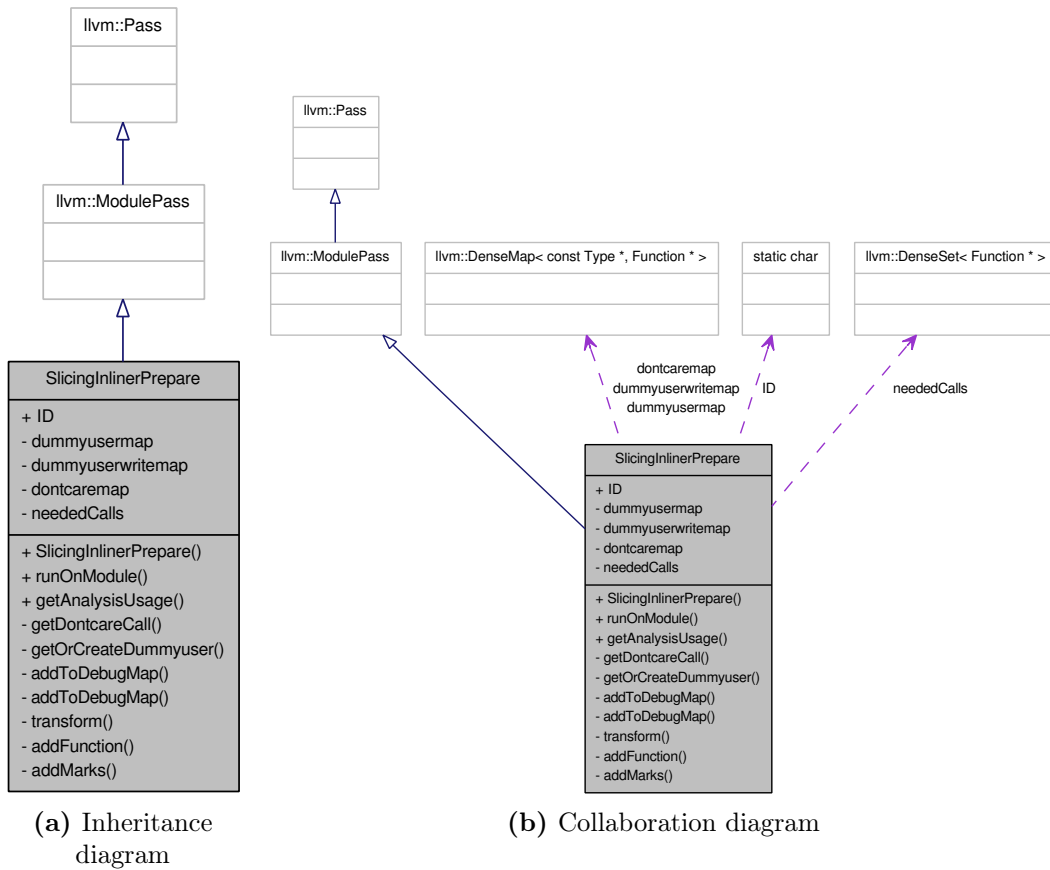 llvm::Pass
llvm::ModulePass
SlicingInlinerPrepare
+ ID
- dummyusermap
- dummyuserwritemap
- dontcaremap
- neededCalls
+ SlicingInlinerPrepare()
+ runOnModule()
+ getAnalysisUsage()
- getDontcareCall()
- getOrCreateDummyuser()
- addToDebugMap()
- addToDebugMap()
- transform()
- addFunction()
- addMarks()
(a) Inheritance
diagram
llvm::Pass
llvm::ModulePass
llvm::DenseMap< const Type *, Function * >
static char
llvm::DenseSet< Function * >
dontcaremap
dummyuserwritemap
dummyusermap
ID
neededCalls
SlicingInlinerPrepare
+ ID
- dummyusermap
- dummyuserwritemap
- dontcaremap
- neededCalls
+ SlicingInlinerPrepare()
+ runOnModule()
+ getAnalysisUsage()
- getDontcareCall()
- getOrCreateDummyuser()
- addToDebugMap()
- addToDebugMap()
- transform()
- addFunction()
- addMarks()
(b) Collaboration diagram